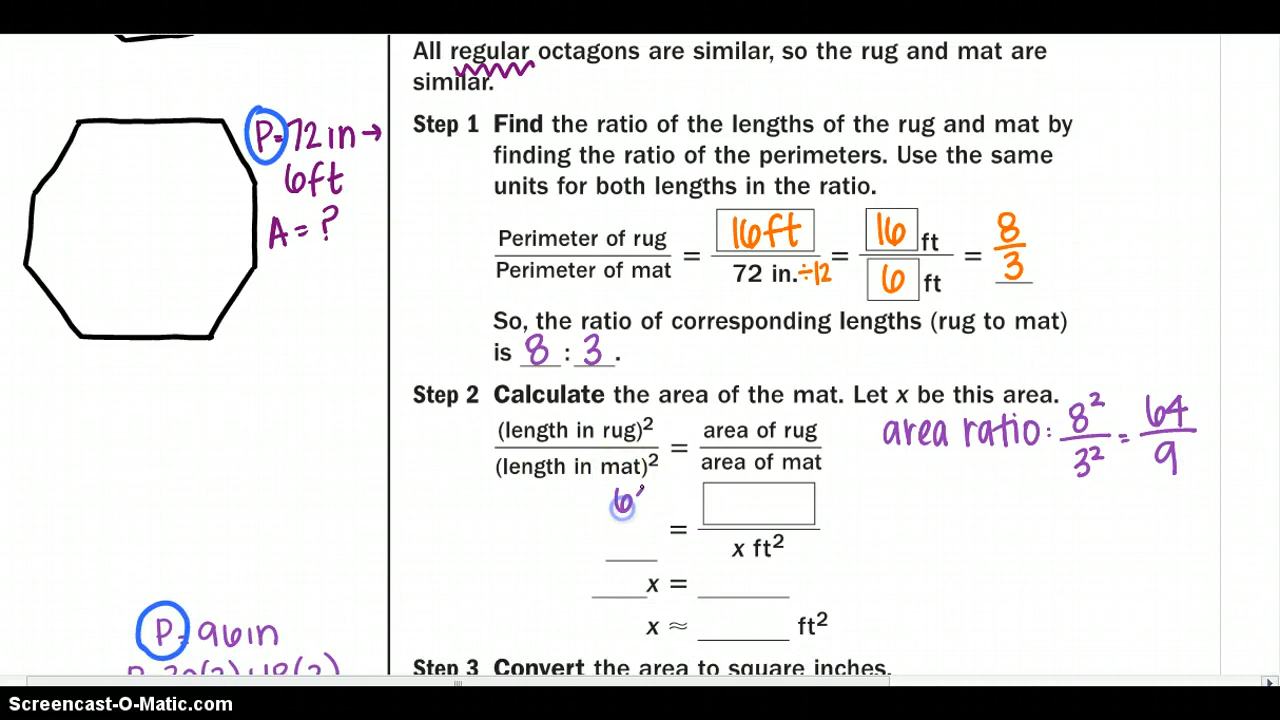 All regular octagons are similar, so the rug and mat are
similar.
P=72in→
6ft
A=?
Step 1 Find the ratio of the lengths of the rug and mat by
finding the ratio of the perimeters. Use the same
units for both lengths in the ratio.
Perimeter of rug / Perimeter of mat = 16ft / 72 in. ÷12 = 16 ft / 6 ft = 8/3
So, the ratio of corresponding lengths (rug to mat)
is 8 : 3.
Step 2 Calculate the area of the mat. Let x be this area.
(length in rug)² / (length in mat)² = area of rug / area of mat
area ratio: 8²/3² = 64/9
6
= / x ft²
x =
x ≈ ft²
P=96in
Step 3 Convert the area to square inches.
Screencast-O-Matic.com